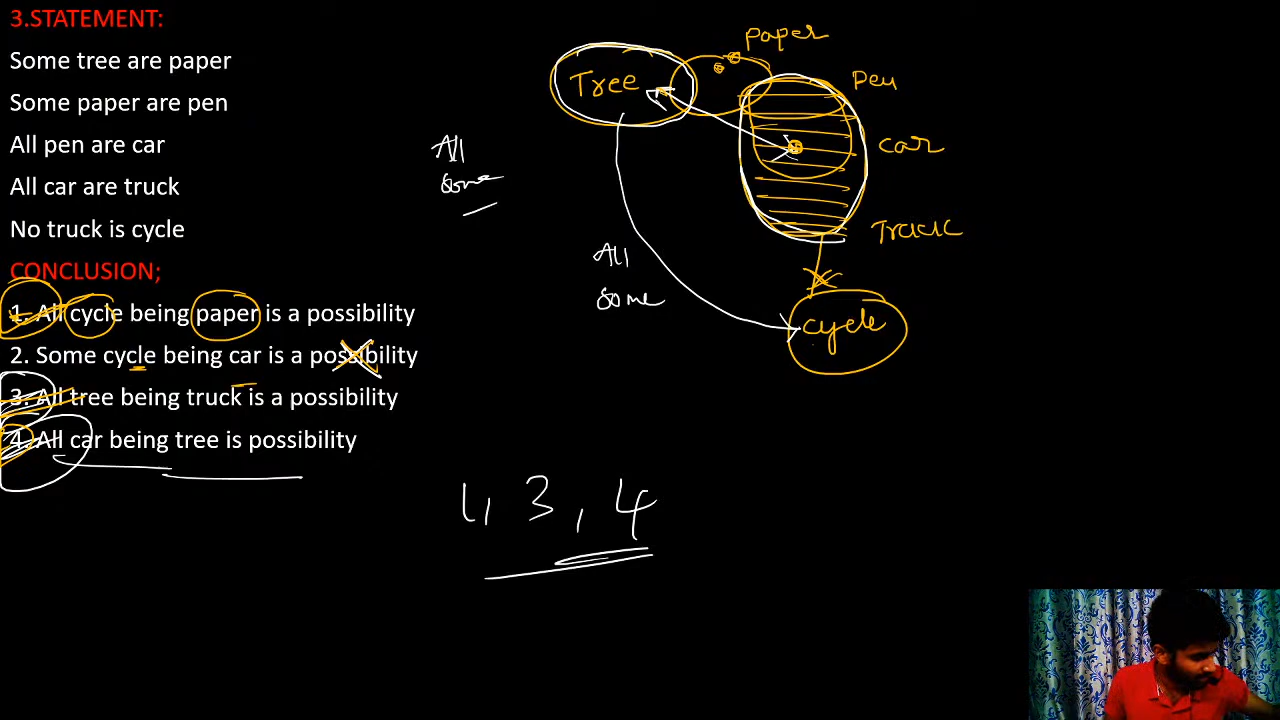 3.STATEMENT:
Some tree are paper
Some paper are pen
All pen are car
All car are truck
No truck is cycle
CONCLUSION;
1. All cycle being paper is a possibility
2. Some cycle being car is a possibility
3. All tree being truck is a possibility
4. All car being tree is possibility
paper
Tree
Pen
car
Truck
cycle
All
some
All
some
1, 3, 4